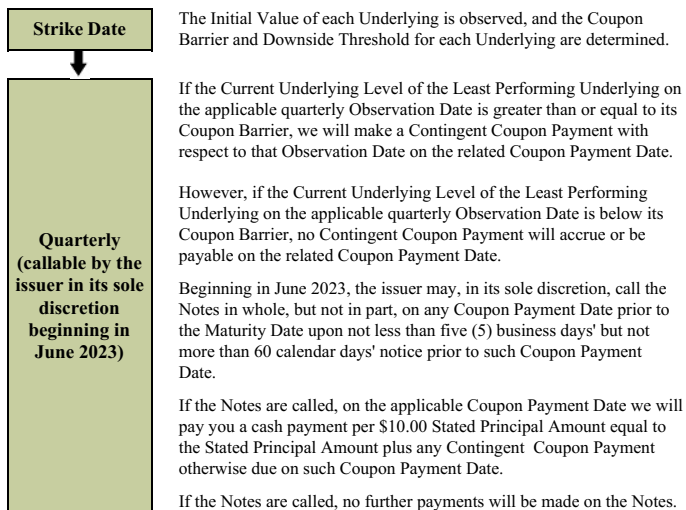 Strike Date
The Initial Value of each Underlying is observed, and the Coupon
Barrier and Downside Threshold for each Underlying are determined.
Quarterly
(callable by the
issuer in its sole
discretion
beginning in
June 2023)
If the Current Underlying Level of the Least Performing Underlying on
the applicable quarterly Observation Date is greater than or equal to its
Coupon Barrier, we will make a Contingent Coupon Payment with
respect to that Observation Date on the related Coupon Payment Date.
However, if the Current Underlying Level of the Least Performing
Underlying on the applicable quarterly Observation Date is below its
Coupon Barrier, no Contingent Coupon Payment will accrue or be
payable on the related Coupon Payment Date.
Beginning in June 2023, the issuer may, in its sole discretion, call the
Notes in whole, but not in part, on any Coupon Payment Date prior to
the Maturity Date upon not less than five (5) business days' but not
more than 60 calendar days' notice prior to such Coupon Payment
Date.
If the Notes are called, on the applicable Coupon Payment Date we will
pay you a cash payment per $10.00 Stated Principal Amount equal to
the Stated Principal Amount plus any Contingent Coupon Payment
otherwise due on such Coupon Payment Date.
If the Notes are called, no further payments will be made on the Notes.